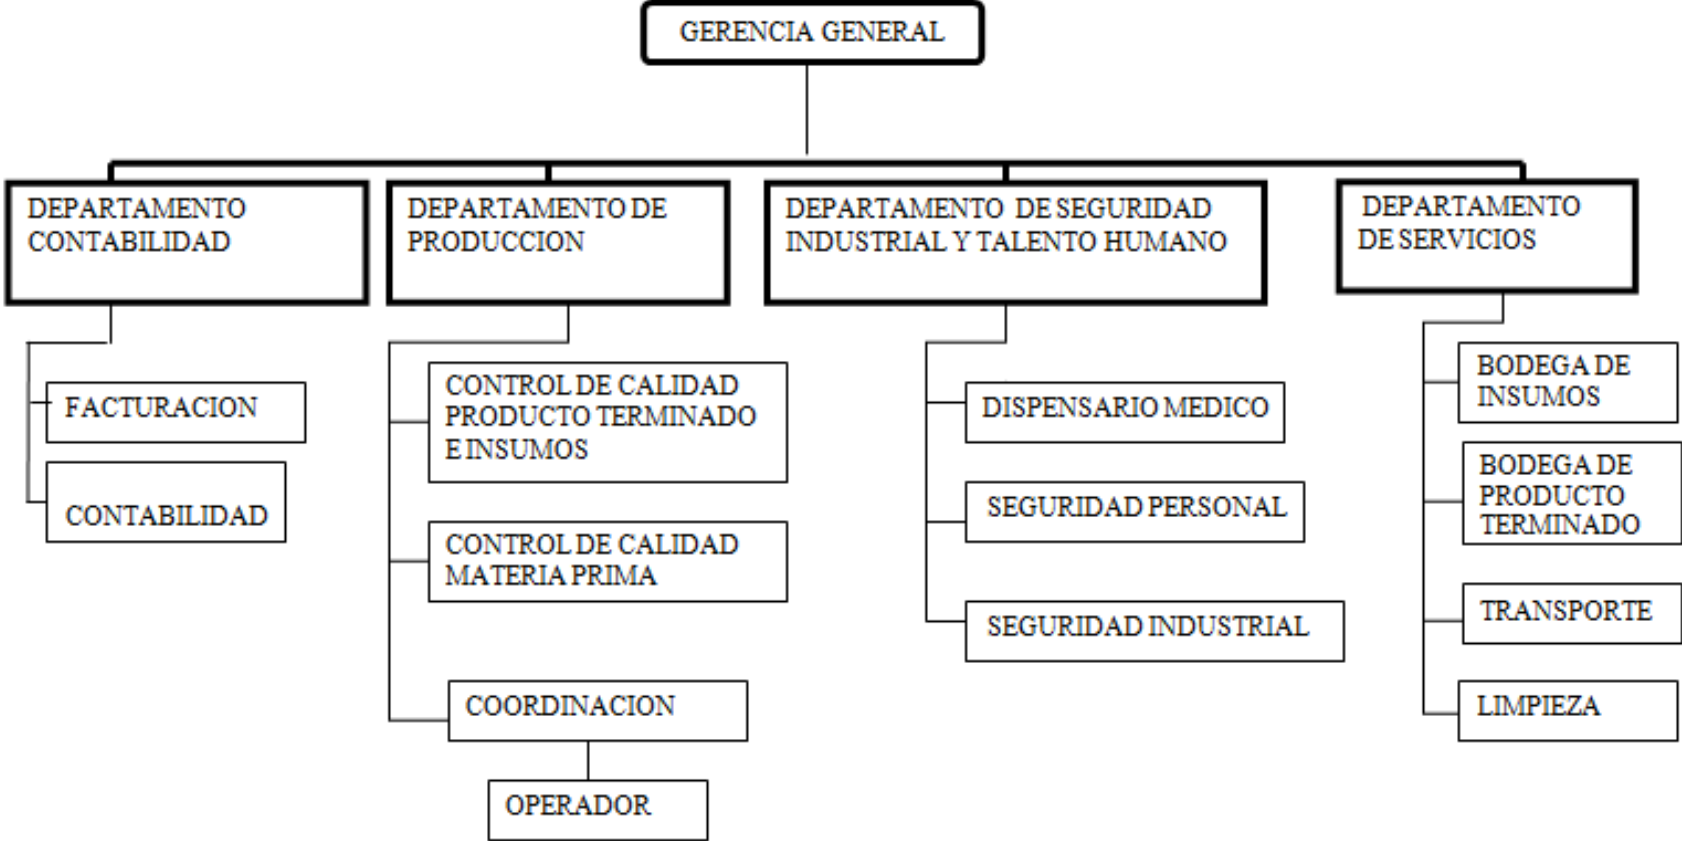 GERENCIA GENERAL
DEPARTAMENTO
CONTABILIDAD
FACTURACION
CONTABILIDAD
DEPARTAMENTO DE
PRODUCCION
CONTROL DE CALIDAD
PRODUCTO TERMINADO
E INSUMOS
CONTROL DE CALIDAD
MATERIA PRIMA
COORDINACION
OPERADOR
DEPARTAMENTO DE SEGURIDAD
INDUSTRIAL Y TALENTO HUMANO
DISPENSARIO MEDICO
SEGURIDAD PERSONAL
SEGURIDAD INDUSTRIAL
DEPARTAMENTO
DE SERVICIOS
BODEGA DE
INSUMOS
BODEGA DE
PRODUCTO
TERMINADO
TRANSPORTE
LIMPIEZA